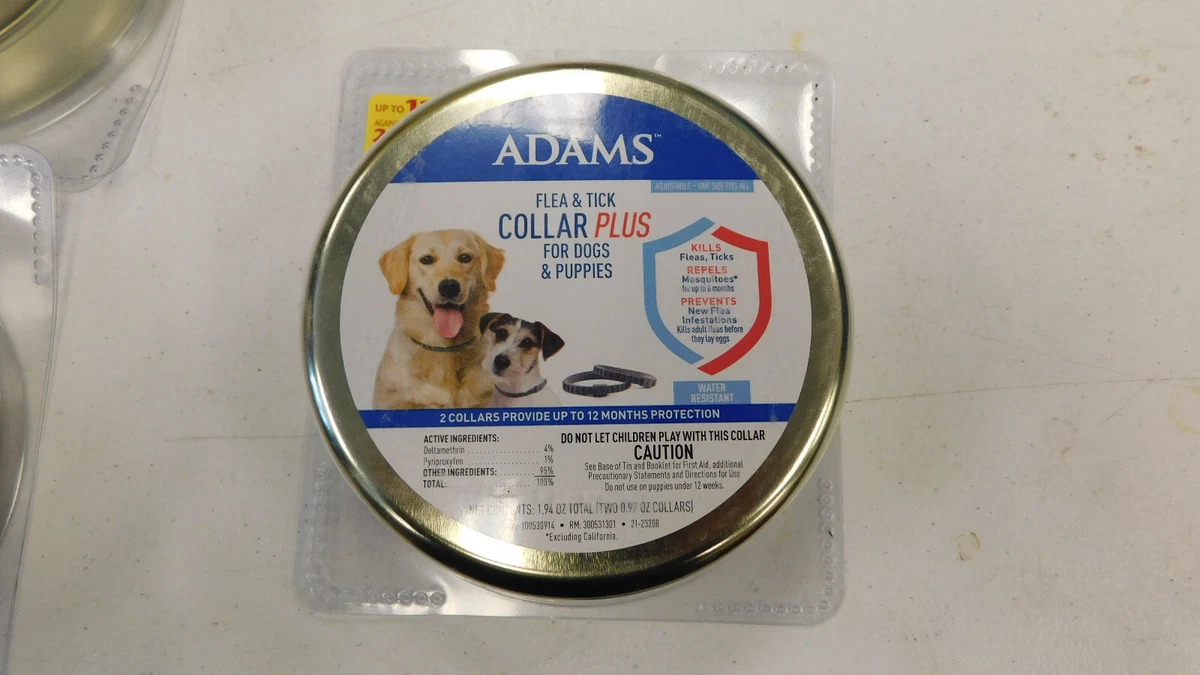 UP TO
ADAMS™
ADJUSTABLE - ONE SIZE FITS ALL
FLEA & TICK
COLLAR PLUS
FOR DOGS
& PUPPIES
KILLS
Fleas, Ticks
REPELS
Mosquitoes*
for up to 6 months
PREVENTS
New Flea
Infestations
Kills adult fleas before
they lay eggs
WATER
RESISTANT
2 COLLARS PROVIDE UP TO 12 MONTHS PROTECTION
ACTIVE INGREDIENTS:
Deltamethrin . . . . . . . . . . . . . . . . 4%
Pyriproxyfen . . . . . . . . . . . . . . . . 1%
OTHER INGREDIENTS: . . . . . . . . 95%
TOTAL: . . . . . . . . . . . . . . . . . . . . 100%
DO NOT LET CHILDREN PLAY WITH THIS COLLAR
CAUTION
See Base of Tin and Booklet for First Aid, additional
Precautionary Statements and Directions for Use
Do not use on puppies under 12 weeks.
NET CONTENTS: 1.94 OZ TOTAL (TWO 0.97 OZ COLLARS)
100530914 • RM: 300531301 • 21-23200
*Excluding California.